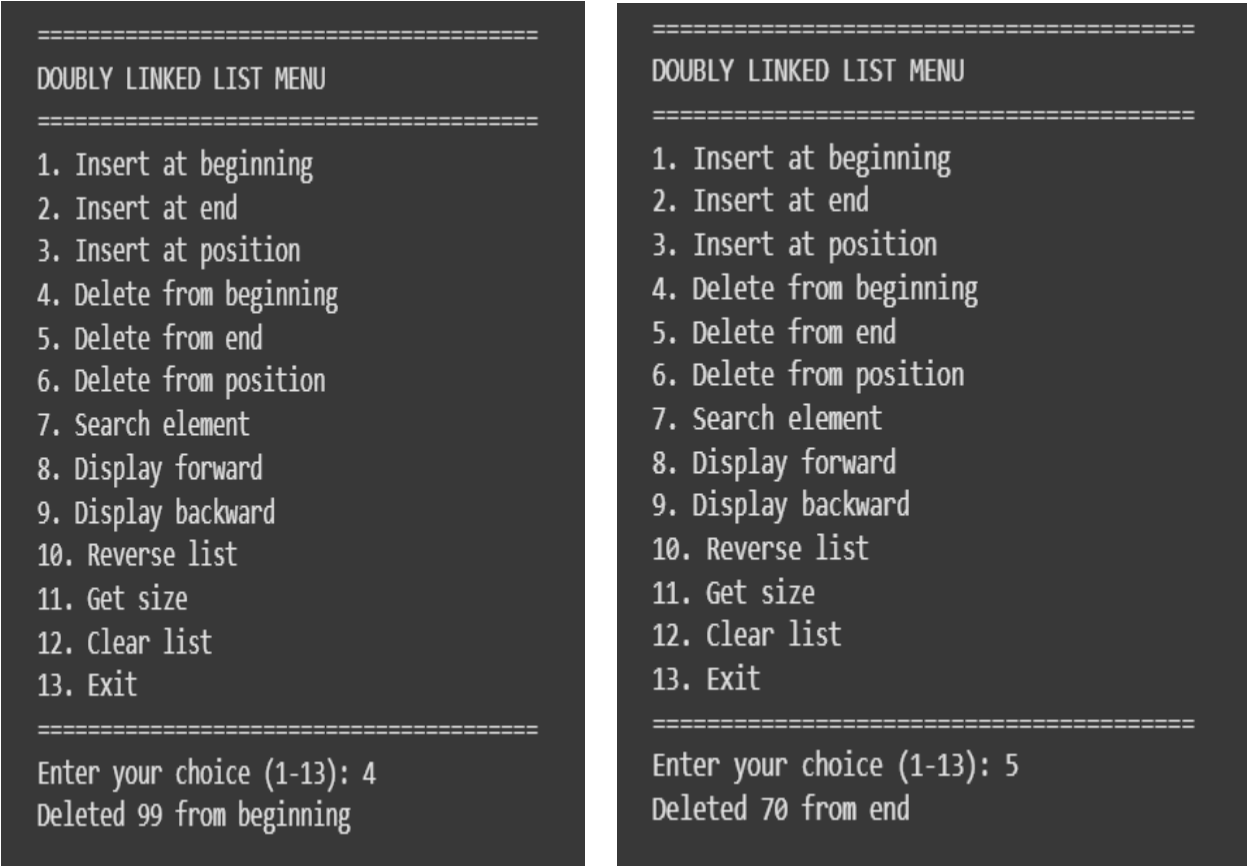 ========================================
DOUBLY LINKED LIST MENU
========================================
1. Insert at beginning
2. Insert at end
3. Insert at position
4. Delete from beginning
5. Delete from end
6. Delete from position
7. Search element
8. Display forward
9. Display backward
10. Reverse list
11. Get size
12. Clear list
13. Exit
========================================
Enter your choice (1-13): 4
Deleted 99 from beginning
========================================
DOUBLY LINKED LIST MENU
========================================
1. Insert at beginning
2. Insert at end
3. Insert at position
4. Delete from beginning
5. Delete from end
6. Delete from position
7. Search element
8. Display forward
9. Display backward
10. Reverse list
11. Get size
12. Clear list
13. Exit
========================================
Enter your choice (1-13): 5
Deleted 70 from end